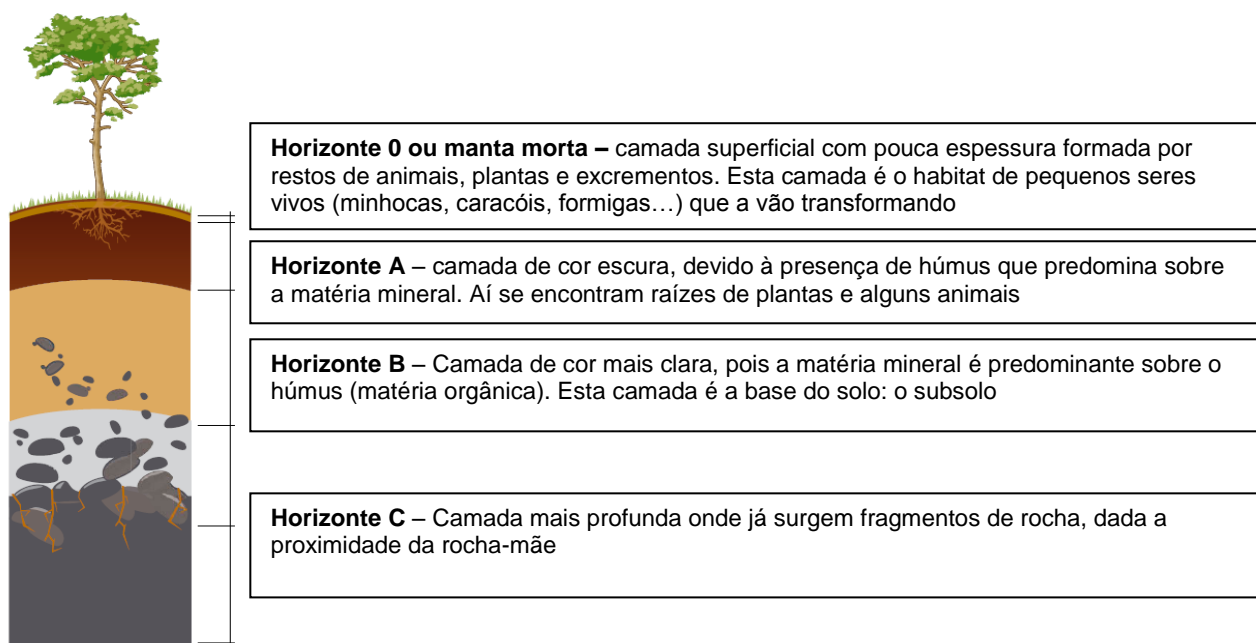 Horizonte 0 ou manta morta – camada superficial com pouca espessura formada por
restos de animais, plantas e excrementos. Esta camada é o habitat de pequenos seres
vivos (minhocas, caracóis, formigas…) que a vão transformando
Horizonte A – camada de cor escura, devido à presença de húmus que predomina sobre
a matéria mineral. Aí se encontram raízes de plantas e alguns animais
Horizonte B – Camada de cor mais clara, pois a matéria mineral é predominante sobre o
húmus (matéria orgânica). Esta camada é a base do solo: o subsolo
Horizonte C – Camada mais profunda onde já surgem fragmentos de rocha, dada a
proximidade da rocha-mãe